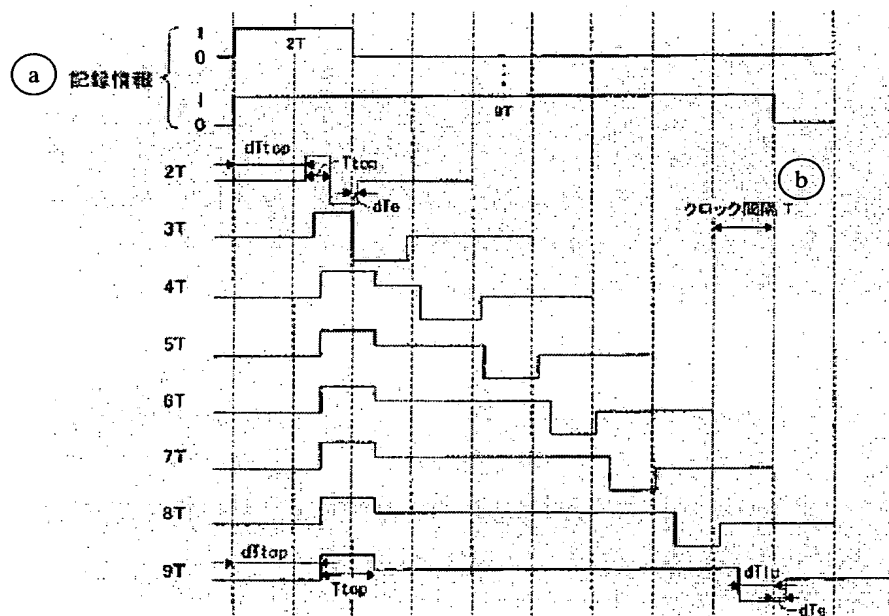 1
2T
0
a 記録情報
1
9T
0
dTtop
2T
Ttop
b
dTe
クロック間隔 T
3T
4T
5T
6T
7T
8T
dTtop
9T
Ttop
dTlp
-dTe